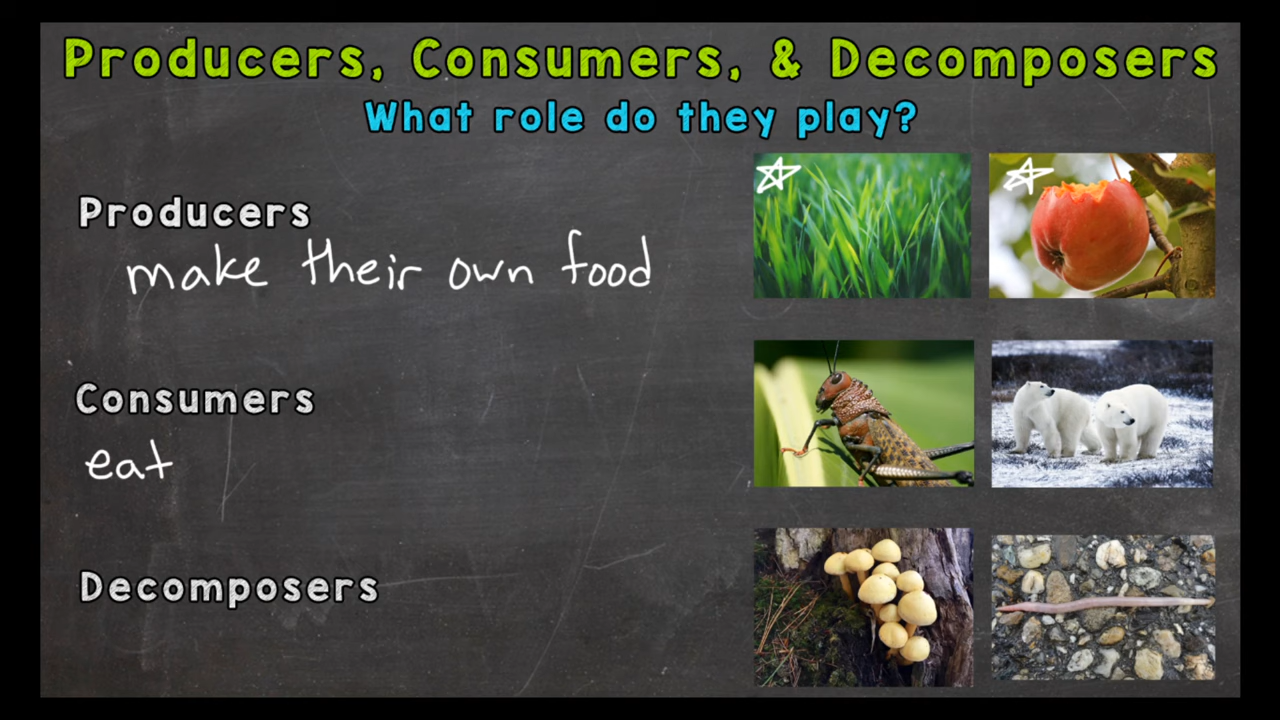 Producers, Consumers, & Decomposers
What role do they play?
Producers
make their own food
Consumers
eat
Decomposers